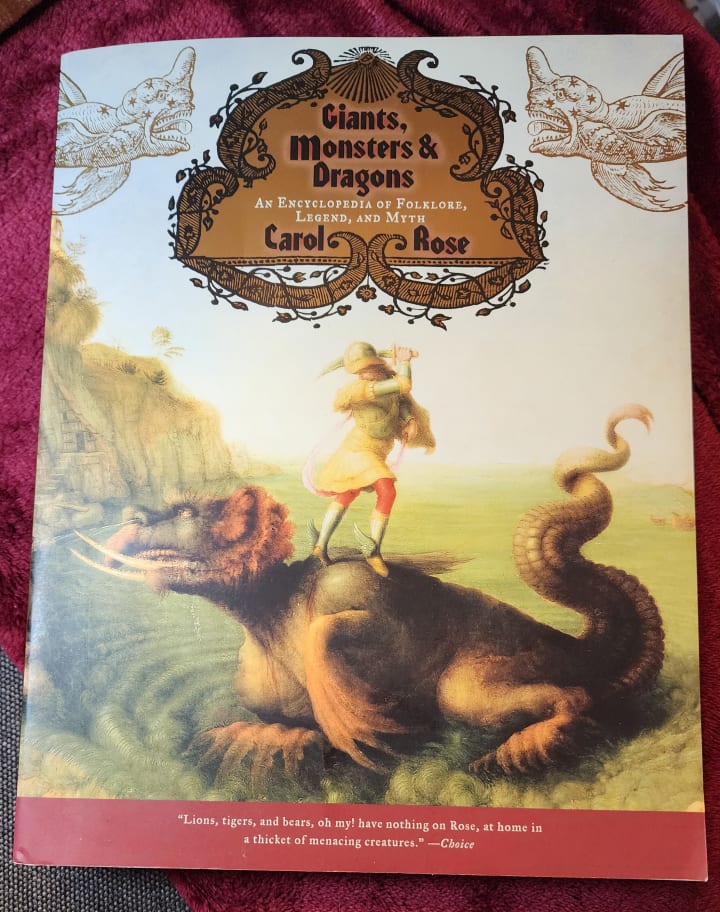 Giants,
Monsters &
Dragons
An Encyclopedia of Folklore,
Legend, and Myth
Carol Rose
“Lions, tigers, and bears, oh my! have nothing on Rose, at home in
a thicket of menacing creatures.” —Choice